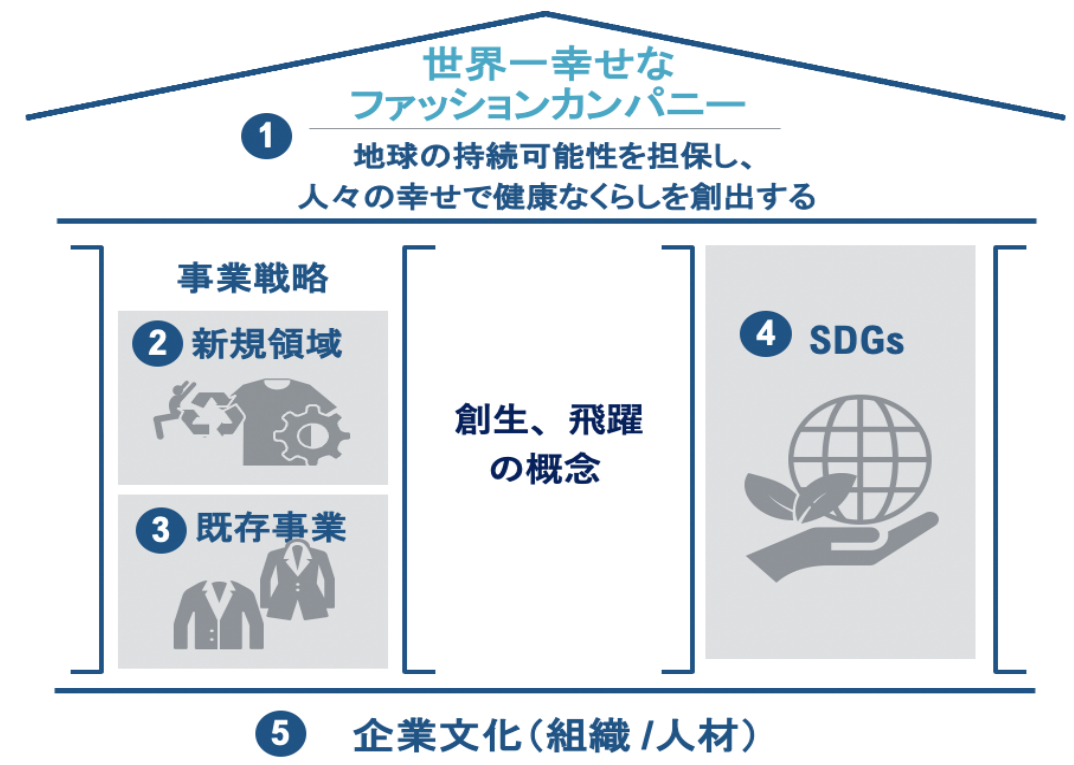 世界一幸せな
ファッションカンパニー
1
地球の持続可能性を担保し、
人々の幸せで健康なくらしを創出する
事業戦略
2 新規領域
3 既存事業
創生、飛躍
の概念
4 SDGs
5 企業文化(組織/人材)